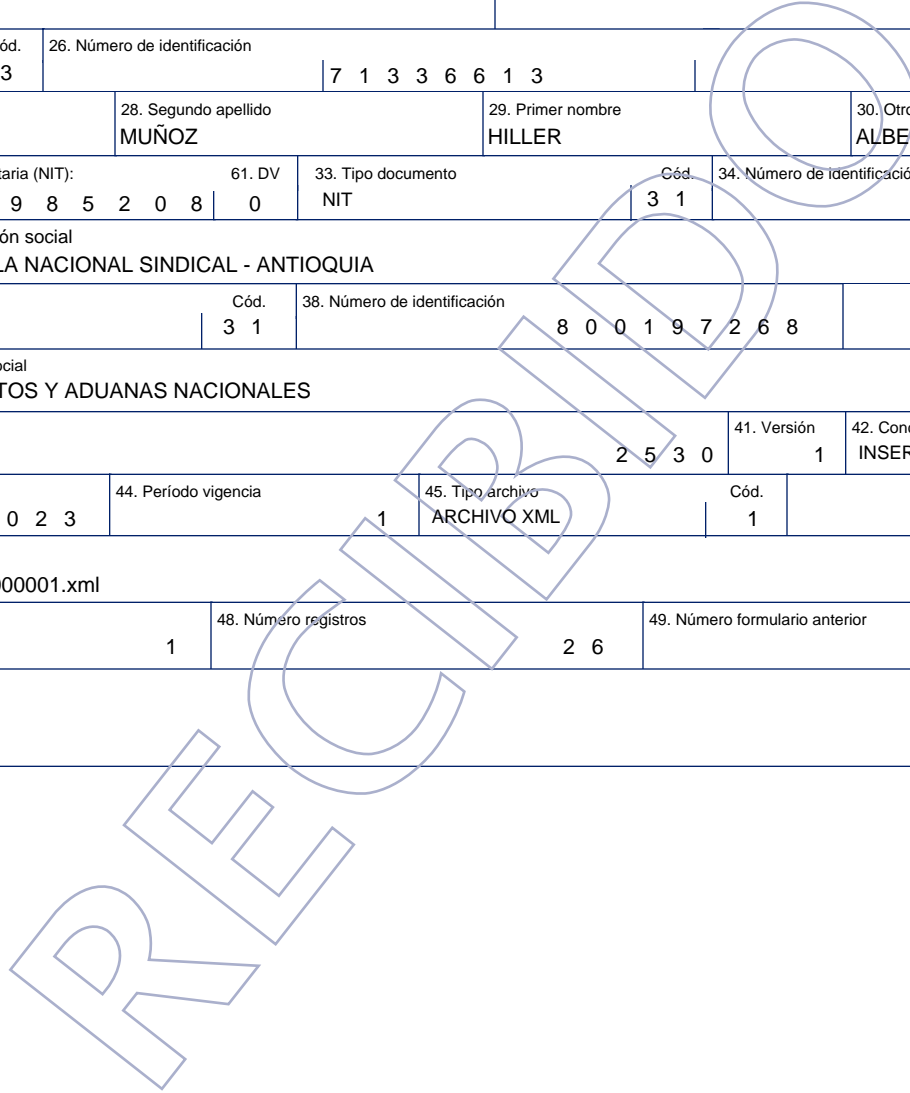 ód. 26. Número de identificación
3 7 1 3 3 6 6 1 3
28. Segundo apellido 29. Primer nombre 30. Otro
MUÑOZ HILLER ALBE
taria (NIT): 61. DV 33. Tipo documento Cód. 34. Número de identificació
9 8 5 2 0 8 0 NIT 3 1
ón social
LA NACIONAL SINDICAL - ANTIOQUIA
Cód. 38. Número de identificación
3 1 8 0 0 1 9 7 2 6 8
ocial
TOS Y ADUANAS NACIONALES
41. Versión 42. Conc
2 5 3 0 1 INSER
44. Período vigencia 45. Tipo archivo Cód.
0 2 3 1 ARCHIVO XML 1
000001.xml
48. Número registros 49. Número formulario anterior
1 2 6
RECIBIDO